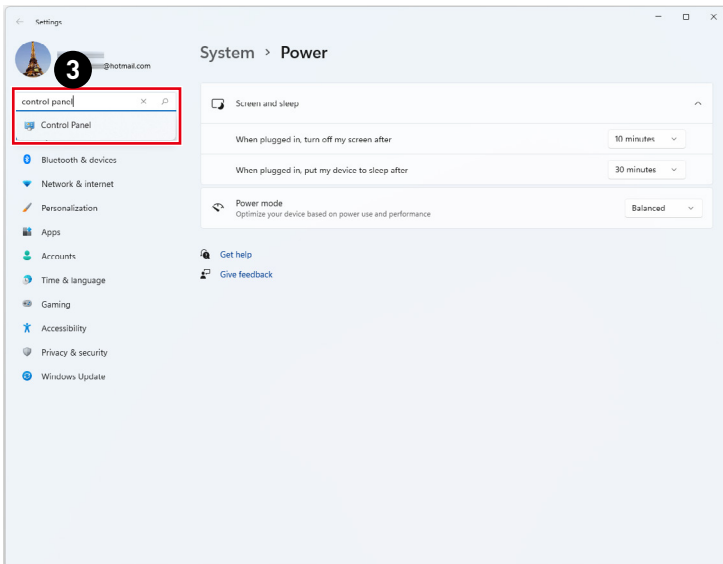 Settings
3
@hotmail.com
control panel
Control Panel
Bluetooth & devices
Network & internet
Personalization
Apps
Accounts
Time & language
Gaming
Accessibility
Privacy & security
Windows Update
System > Power
Screen and sleep
When plugged in, turn off my screen after
10 minutes
When plugged in, put my device to sleep after
30 minutes
Power mode
Optimize your device based on power use and performance
Balanced
Get help
Give feedback